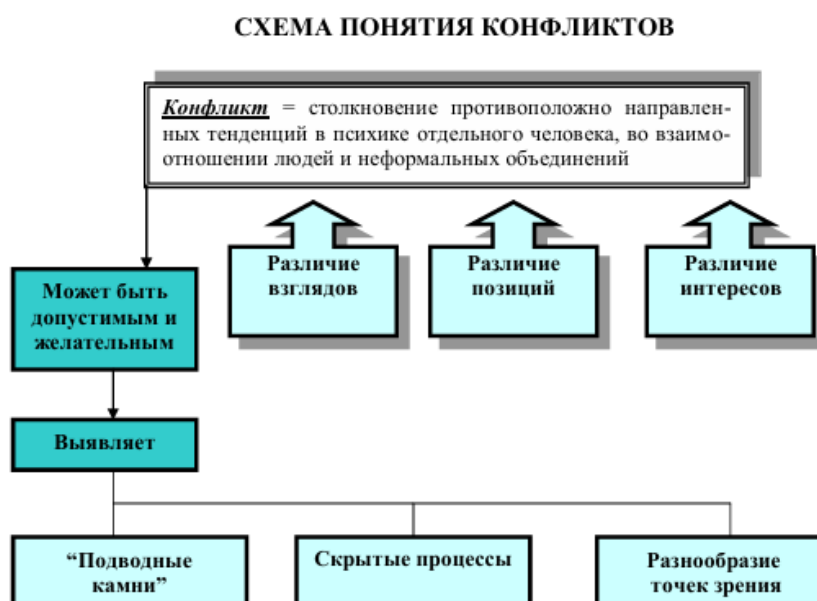 СХЕМА ПОНЯТИЯ КОНФЛИКТОВ
Конфликт = столкновение противоположно направлен-
ных тенденций в психике отдельного человека, во взаимо-
отношении людей и неформальных объединений
Различие
взглядов
Различие
позиций
Различие
интересов
Может быть
допустимым и
желательным
Выявляет
“Подводные
камни”
Скрытые процессы
Разнообразие
точек зрения